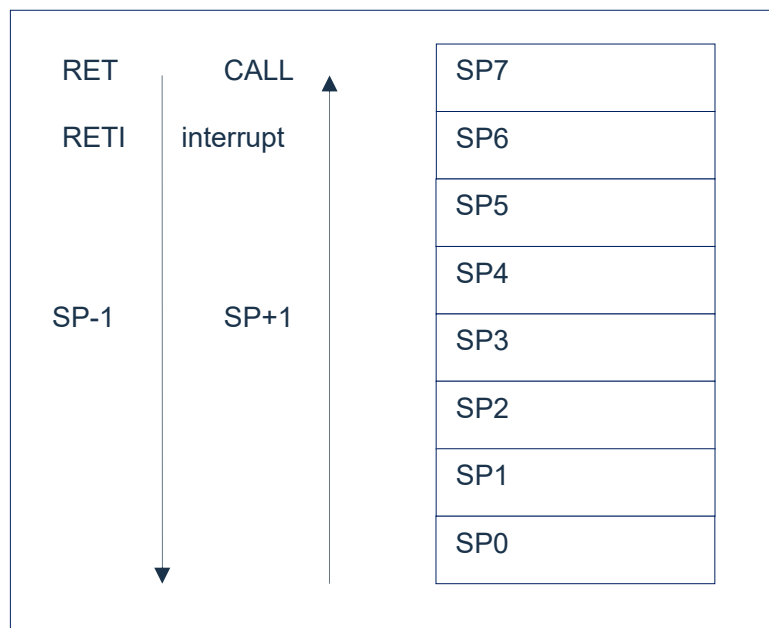 RET CALL SP7
RETI interrupt SP6
SP5
SP4
SP-1 SP+1
SP3
SP2
SP1
SP0